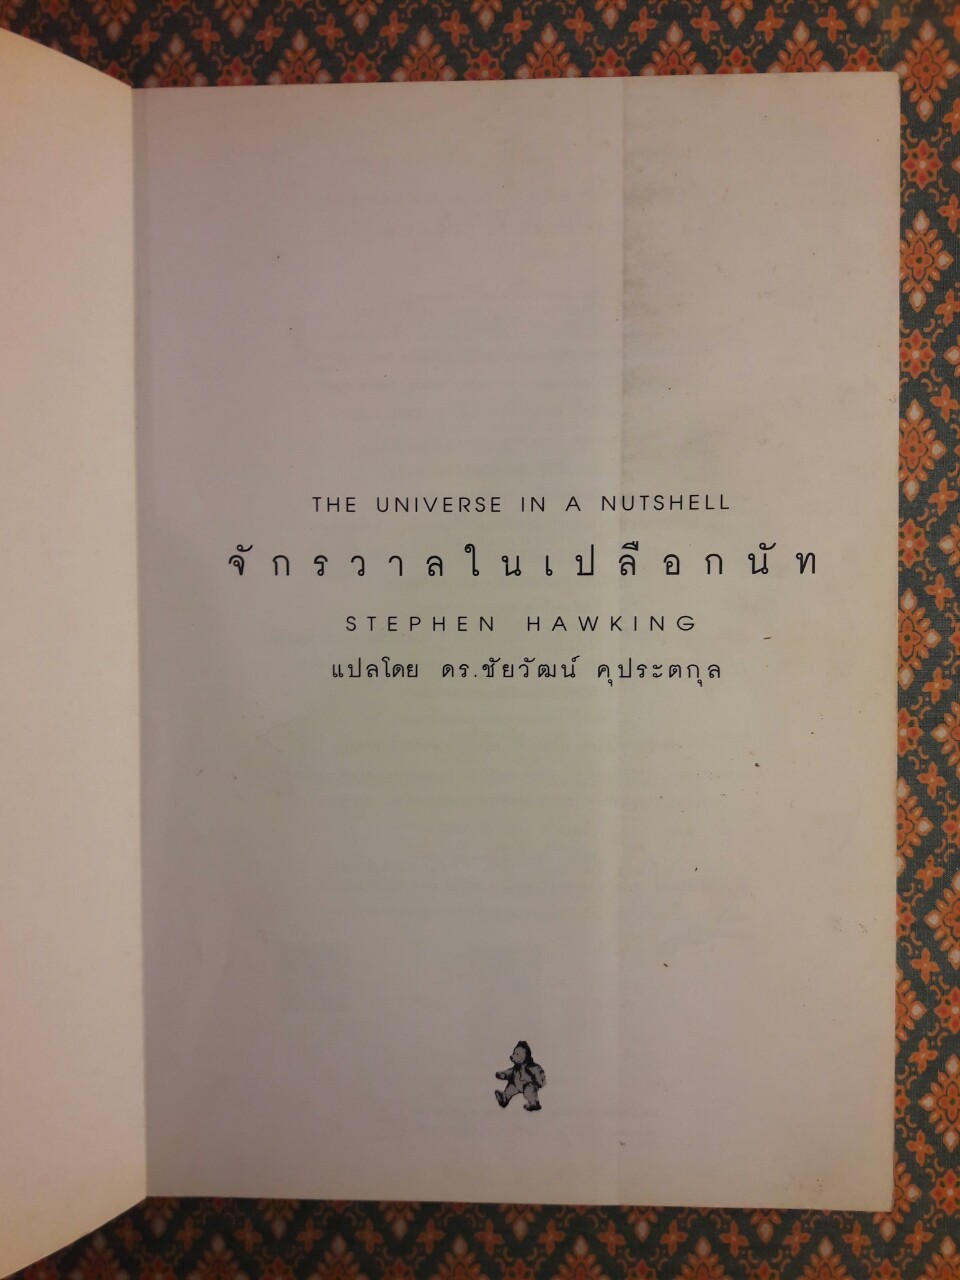 THE UNIVERSE IN A NUTSHELL
จักรวาลในเปลือกนัท
STEPHEN HAWKING
แปลโดย ดร.ชัยวัฒน์ คุประตกุล